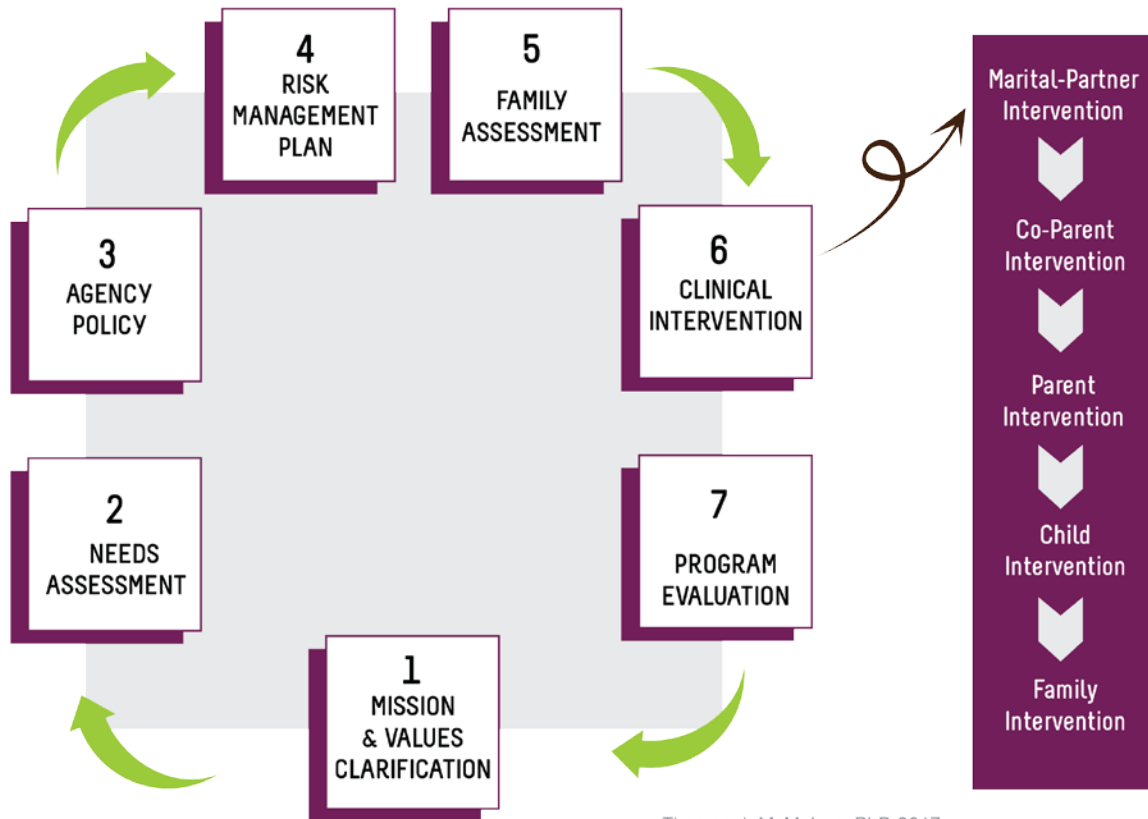 4
RISK
MANAGEMENT
PLAN
5
FAMILY
ASSESSMENT
3
AGENCY
POLICY
6
CLINICAL
INTERVENTION
2
NEEDS
ASSESSMENT
7
PROGRAM
EVALUATION
1
MISSION
& VALUES
CLARIFICATION
Marital-Partner
Intervention
Co-Parent
Intervention
Parent
Intervention
Child
Intervention
Family
Intervention